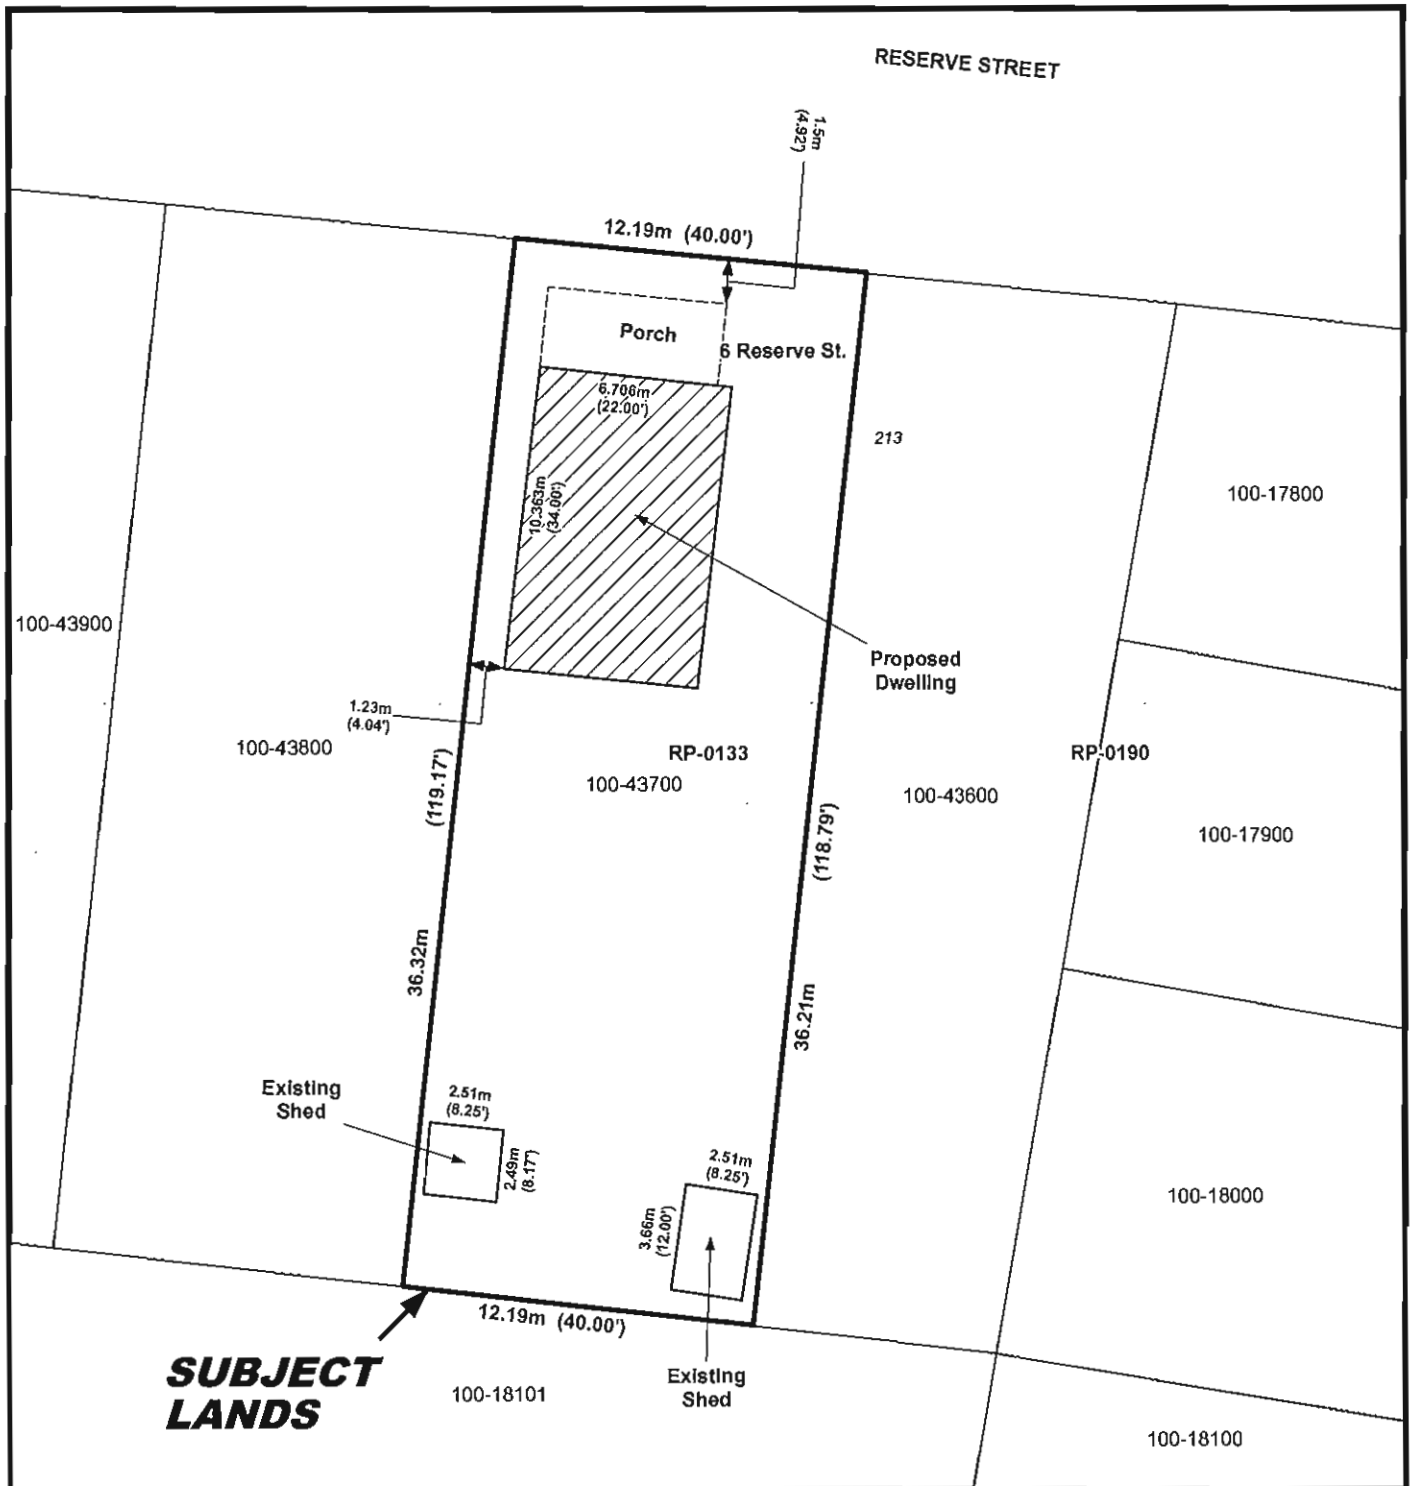 RESERVE STREET
1.5m
(4.92')
12.19m (40.00')
Porch
6 Reserve St.
6.706m
(22.00')
213
100-17800
10.363m
(34.00')
100-43900
Proposed
Dwelling
1.23m
(4.04')
100-43800
RP-0133
RP-0190
100-43700
(119.17')
100-43600
(118.79')
100-17900
36.32m
36.21m
Existing
Shed
2.51m
(8.25')
2.49m
(8.17')
2.51m
(8.25')
3.66m
(12.00')
100-18000
12.19m (40.00')
SUBJECT
LANDS
Existing
Shed
100-18101
100-18100